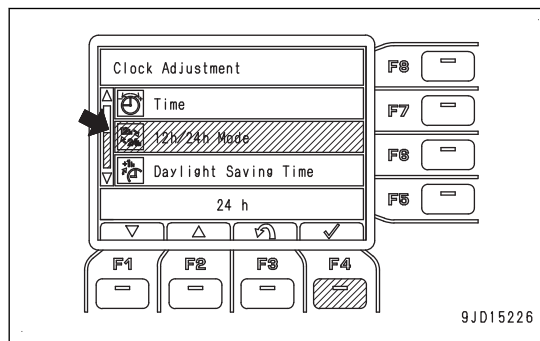 Clock Adjustment
Time
12h/24h Mode
Daylight Saving Time
24 h
F1
F2
F3
F4
F5
F6
F7
F8
9JD15226